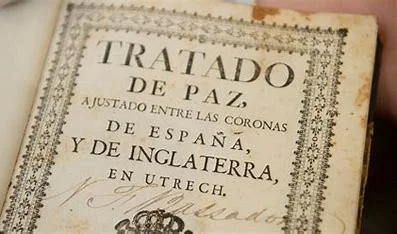 TRATADO
DE PAZ,
AJUSTADO ENTRE LAS CORONAS
DE ESPAÑA,
Y DE INGLATERRA,
EN UTRECH.